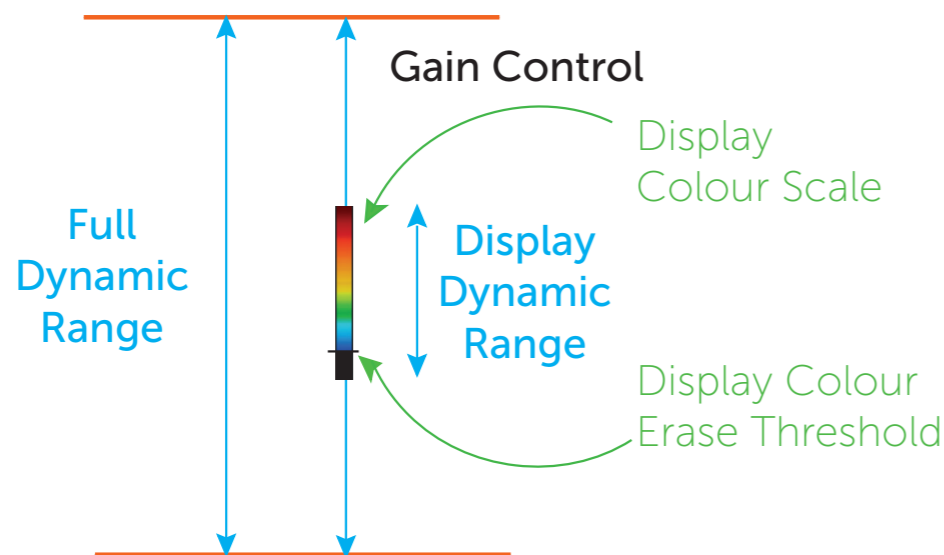 Gain Control
Display
Colour Scale
Full
Dynamic
Range
Display
Dynamic
Range
Display Colour
Erase Threshold